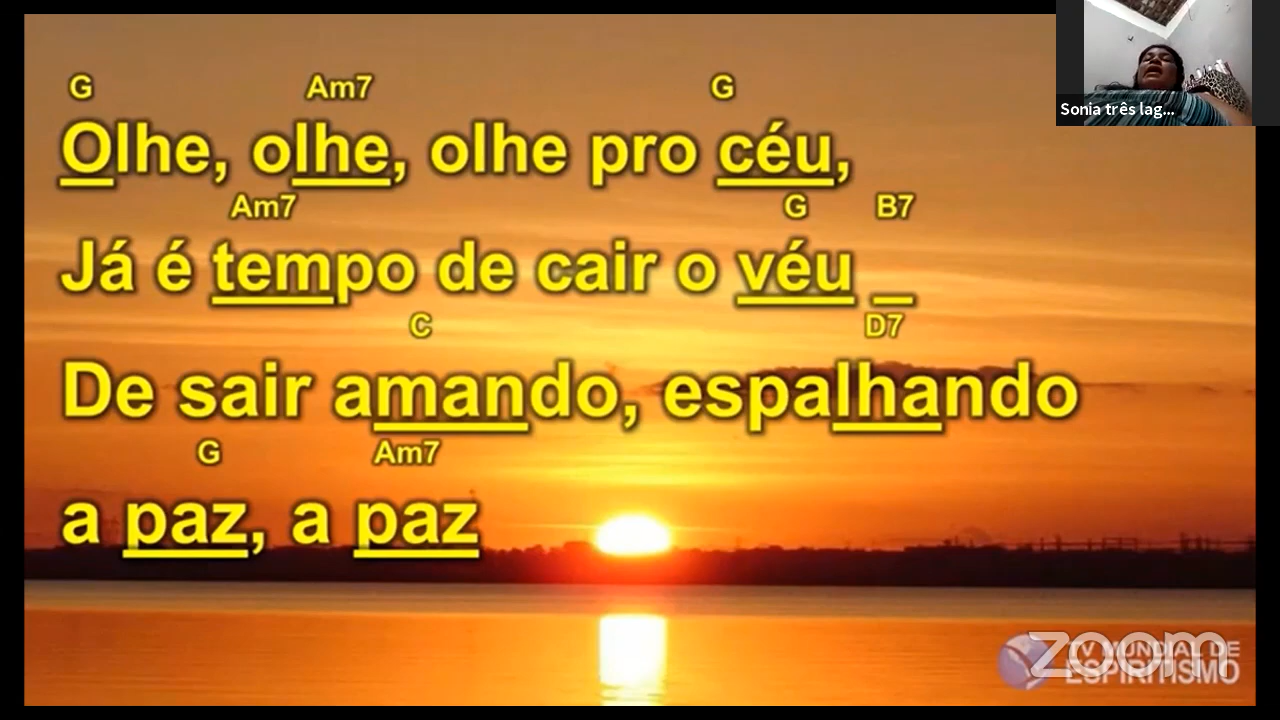 G Am7 G
Olhe, olhe, olhe pro céu,
Am7 G B7
Já é tempo de cair o véu _
C D7
De sair amando, espalhando
G Am7
a paz, a paz
Sonia três lag...
zoom
TV MUNDIAL DE
ESPIRITISMO